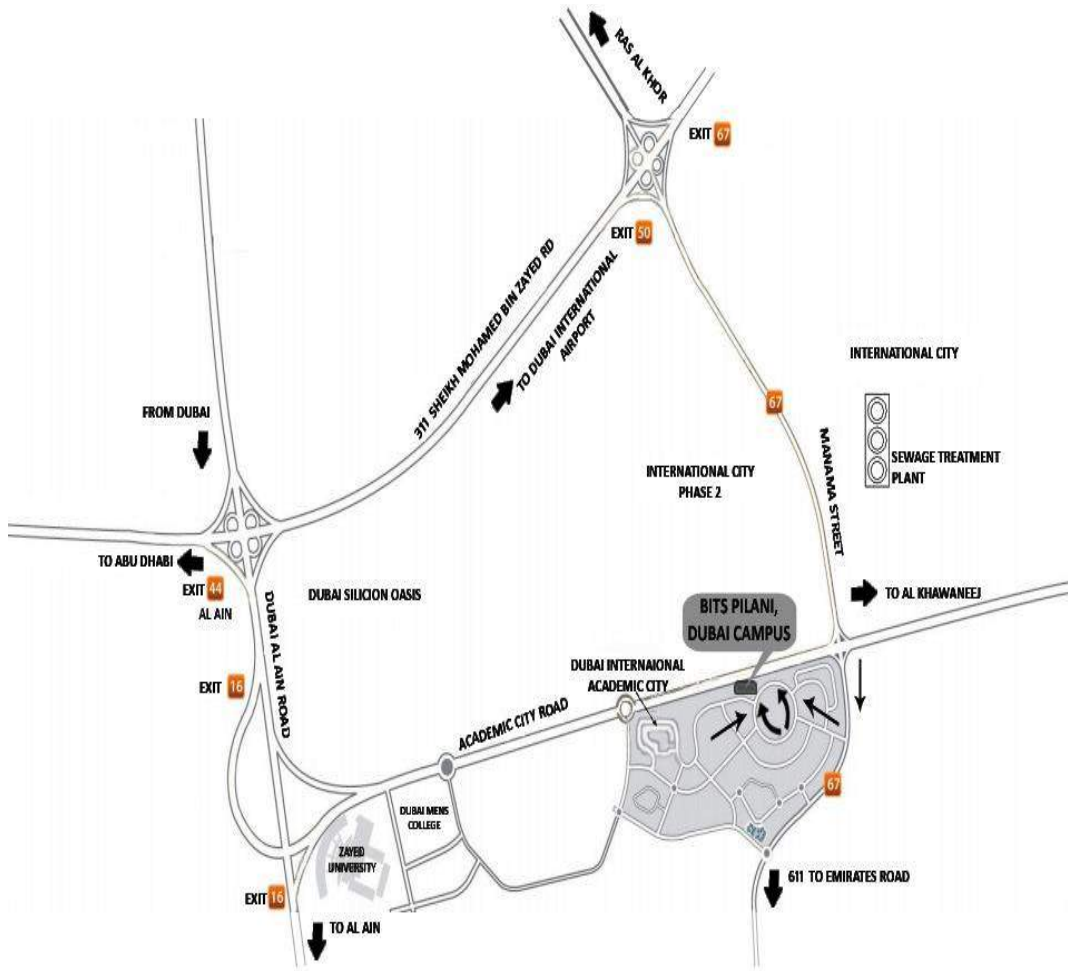 RAS AL KHOR
EXIT 67
EXIT 50
311 SHEIKH MOHAMED BIN ZAYED RD
TO DUBAI INTERNATIONAL
AIRPORT
INTERNATIONAL CITY
FROM DUBAI
67
SEWAGE TREATMENT
PLANT
INTERNATIONAL CITY
PHASE 2
MANAMA STREET
TO ABU DHABI
EXIT 44
AL AIN
DUBAI SILICION OASIS
TO AL KHAWANEEJ
BITS PILANI,
DUBAI CAMPUS
DUBAI AL AIN ROAD
DUBAI INTERNAIONAL
ACADEMIC CITY
EXIT 16
ACADEMIC CITY ROAD
67
DUBAI MENS
COLLEGE
ZAYED
UNIVERSITY
611 TO EMIRATES ROAD
EXIT 16
TO AL AIN